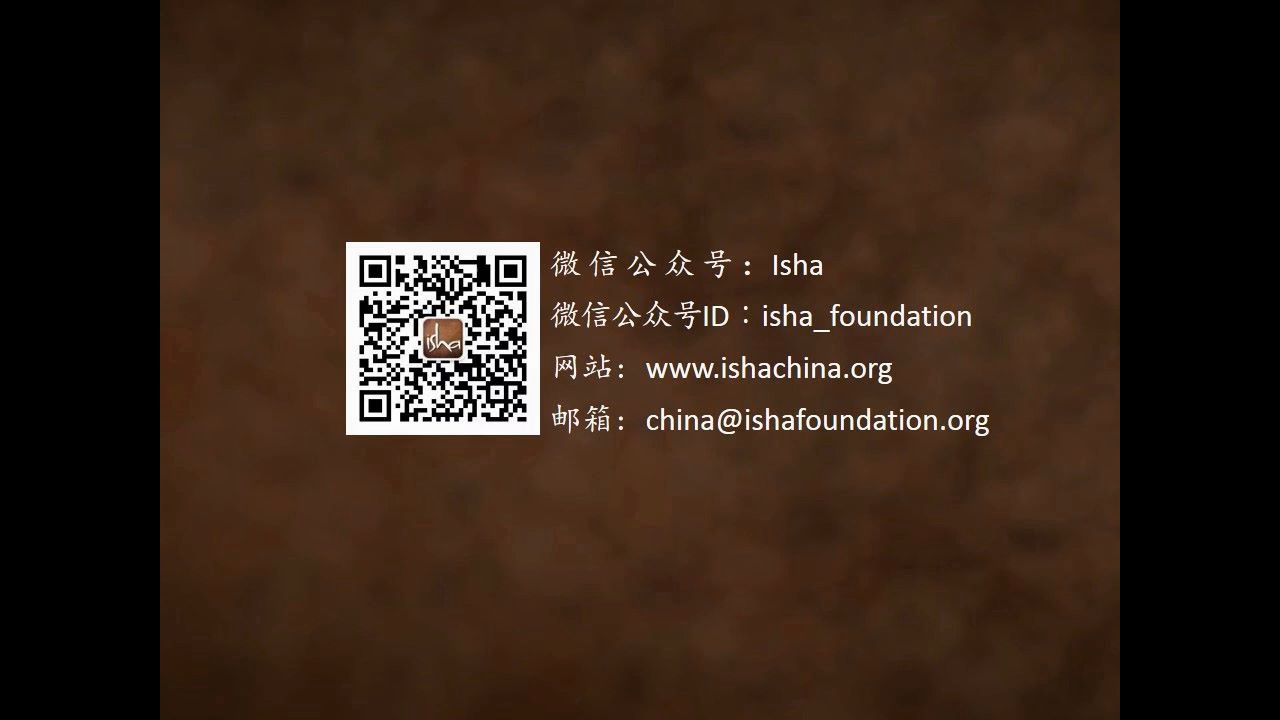 微信公众号：Isha
微信公众号ID：isha_foundation
网站：www.ishachina.org
邮箱：china@ishafoundation.org
isha